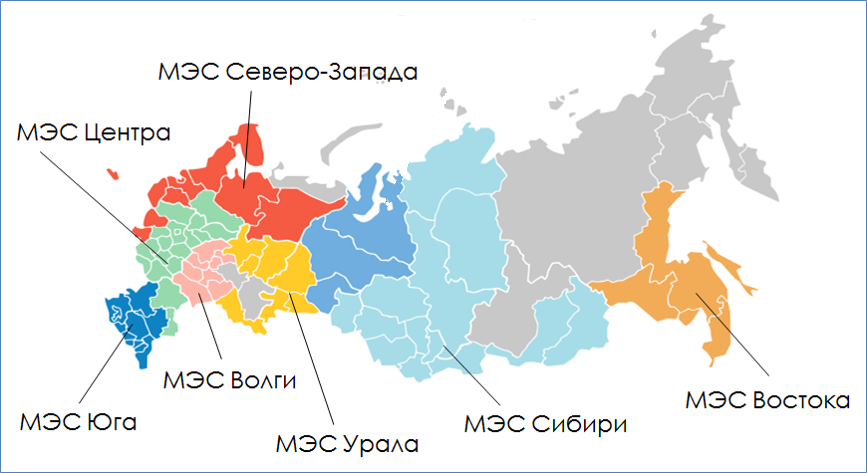 МЭС Северо-Запада
МЭС Центра
МЭС Волги
МЭС Востока
МЭС Юга
МЭС Сибири
МЭС Урала